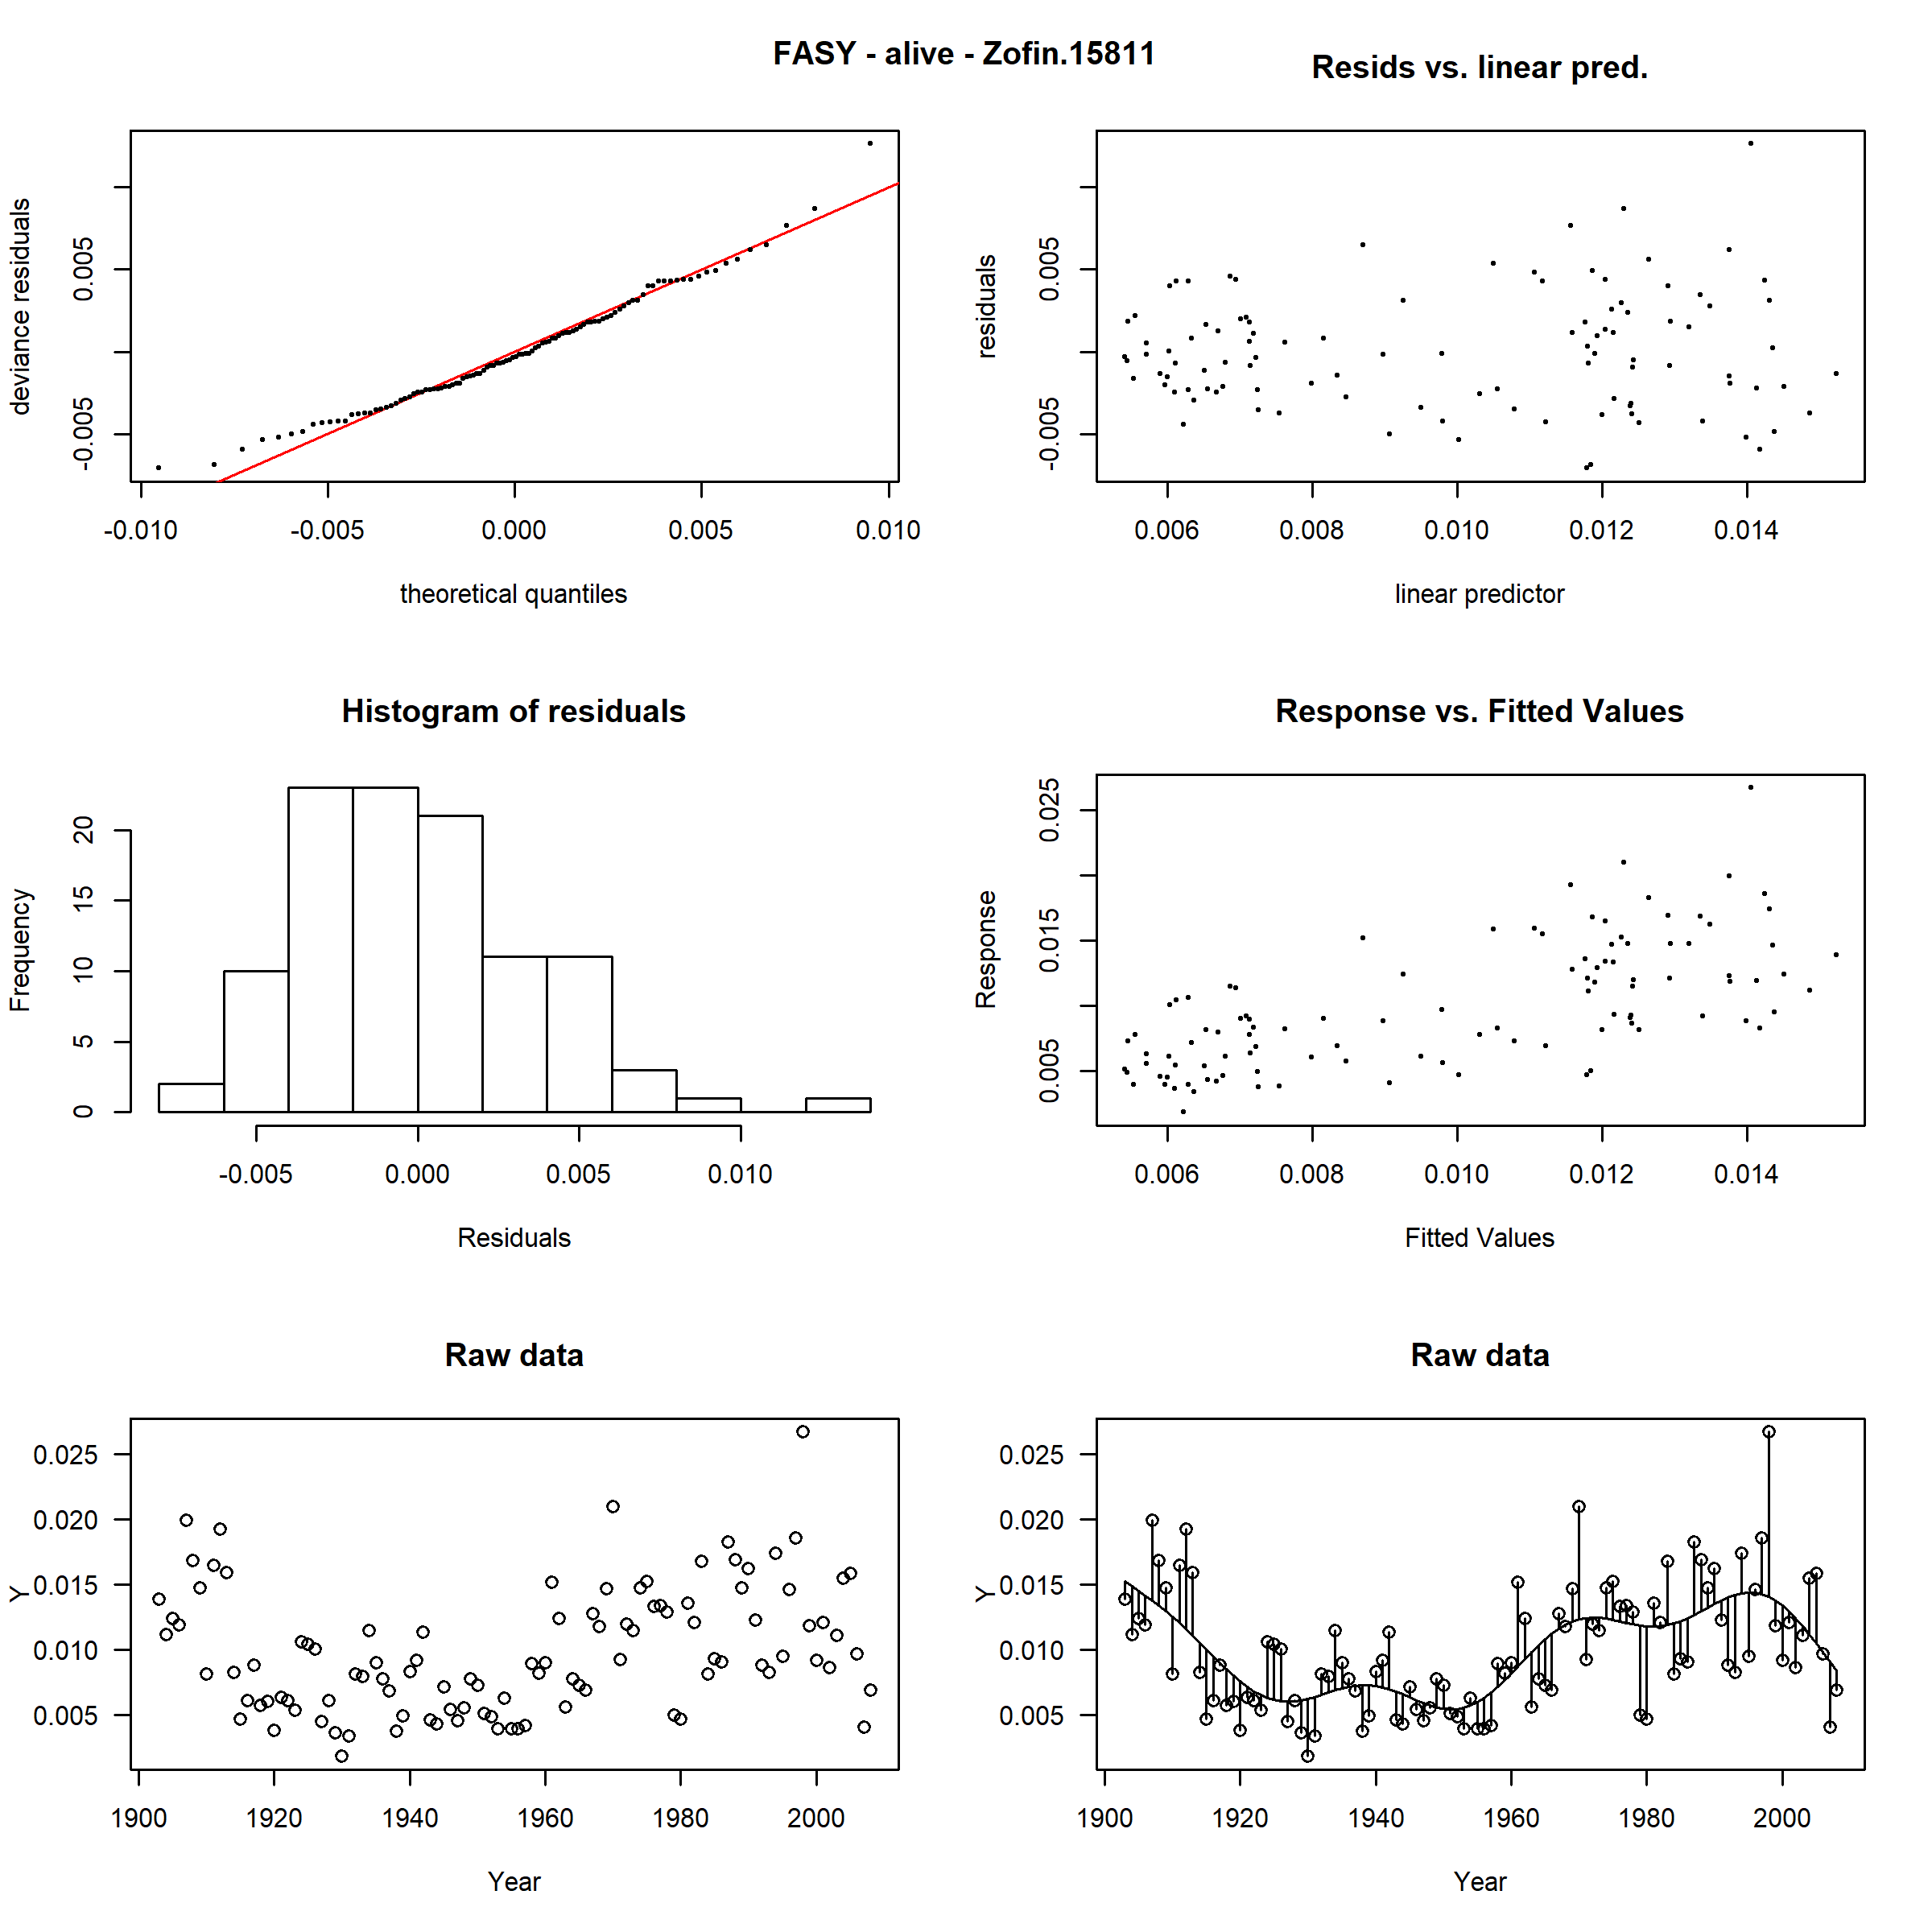 FASY - alive - Zofin.15811
deviance residuals
-0.005
0.005
-0.010 -0.005 0.000 0.005 0.010
theoretical quantiles
Resids vs. linear pred.
residuals
-0.005
0.005
0.006 0.008 0.010 0.012 0.014
linear predictor
Histogram of residuals
Frequency
0 5 10 15 20
-0.005 0.000 0.005 0.010
Residuals
Response vs. Fitted Values
Response
0.005 0.015 0.025
0.006 0.008 0.010 0.012 0.014
Fitted Values
Raw data
Y
0.025
0.020
0.015
0.010
0.005
1900 1920 1940 1960 1980 2000
Year
Raw data
Y
0.025
0.020
0.015
0.010
0.005
1900 1920 1940 1960 1980 2000
Year